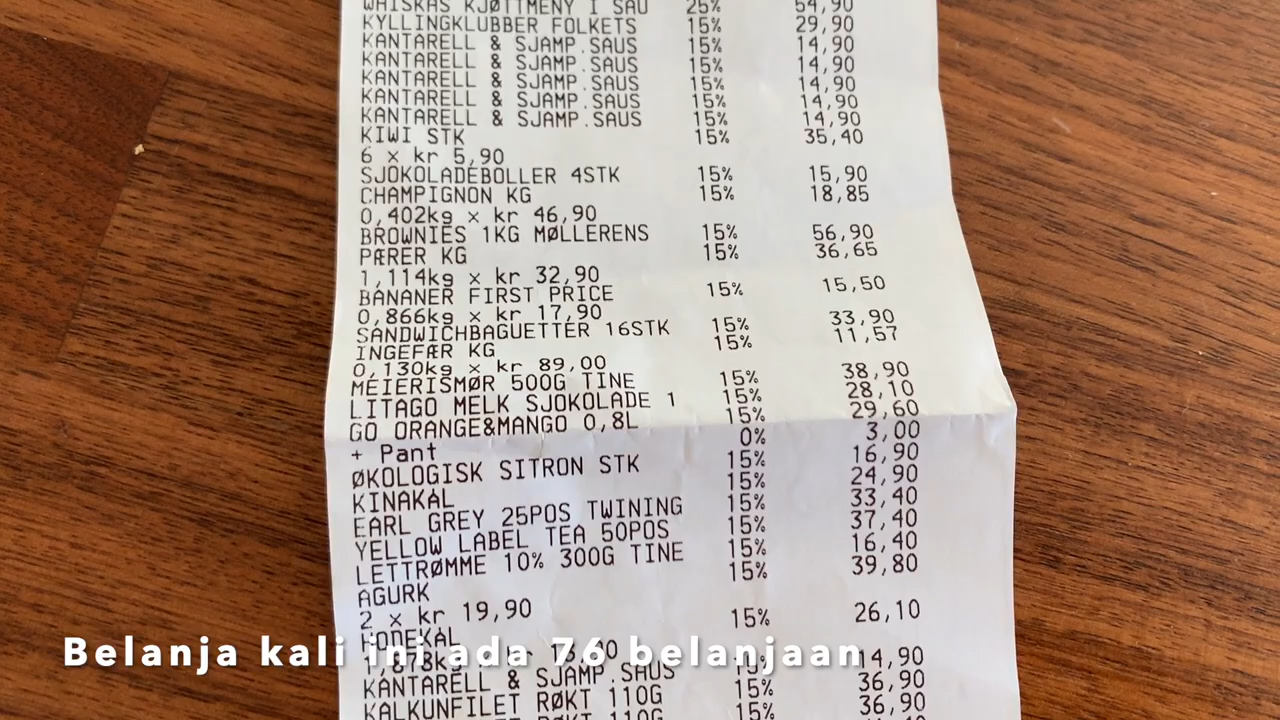 WHISKAS KJØTTMENY I SAU 25% 54,90
KYLLINGKLUBBER FOLKETS 15% 29,90
KANTARELL & SJAMP.SAUS 15% 14,90
KANTARELL & SJAMP.SAUS 15% 14,90
KANTARELL & SJAMP.SAUS 15% 14,90
KANTARELL & SJAMP.SAUS 15% 14,90
KANTARELL & SJAMP.SAUS 15% 14,90
KIWI STK 15% 35,40
6 x kr 5,90
SJOKOLADEBOLLER 4STK 15% 15,90
CHAMPIGNON KG 15% 18,85
0,402kg x kr 46,90
BROWNIES 1KG MØLLERENS 15% 56,90
PÆRER KG 15% 36,65
1,114kg x kr 32,90
BANANER FIRST PRICE 15% 15,50
0,866kg x kr 17,90
SANDWICHBAGUETTER 16STK 15% 33,90
INGEFÆR KG 15% 11,57
0,130kg x kr 89,00
MEIERISMØR 500G TINE 15% 38,90
LITAGO MELK SJOKOLADE 1 15% 28,10
GO ORANGE&MANGO 0,8L 15% 29,60
+ Pant 0% 3,00
ØKOLOGISK SITRON STK 15% 16,90
KINAKÅL 15% 24,90
EARL GREY 25POS TWINING 15% 33,40
YELLOW LABEL TEA 50POS 15% 37,40
LETTRØMME 10% 300G TINE 15% 16,40
AGURK 15% 39,80
2 x kr 19,90
HODEKÅL 15% 26,10
Belanja kali ini ada 76 belanjaan
KANTARELL & SJAMP.SAUS 15% 14,90
KALKUNFILET RØKT 110G 15% 36,90
RØKT 110G 15% 36,90